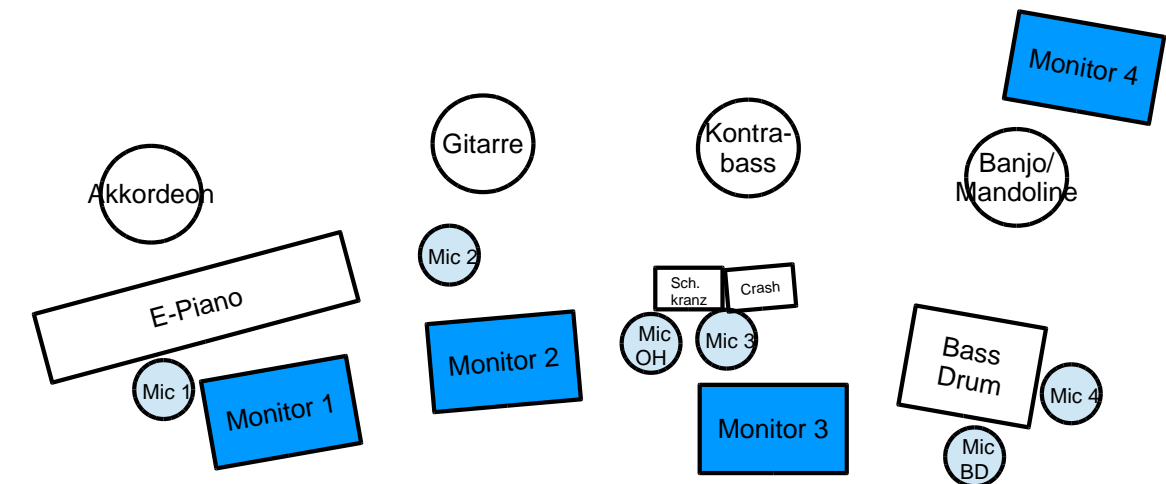 Monitor 4
Akkordeon
Gitarre
Kontra-
bass
Banjo/
Mandoline
E-Piano
Mic 2
Sch.
kranz
Crash
Mic 1
Monitor 1
Monitor 2
Mic
OH
Mic 3
Monitor 3
Bass
Drum
Mic 4
Mic
BD